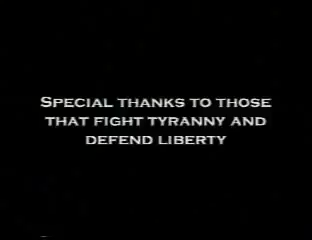 SPECIAL THANKS TO THOSE
THAT FIGHT TYRANNY AND
DEFEND LIBERTY